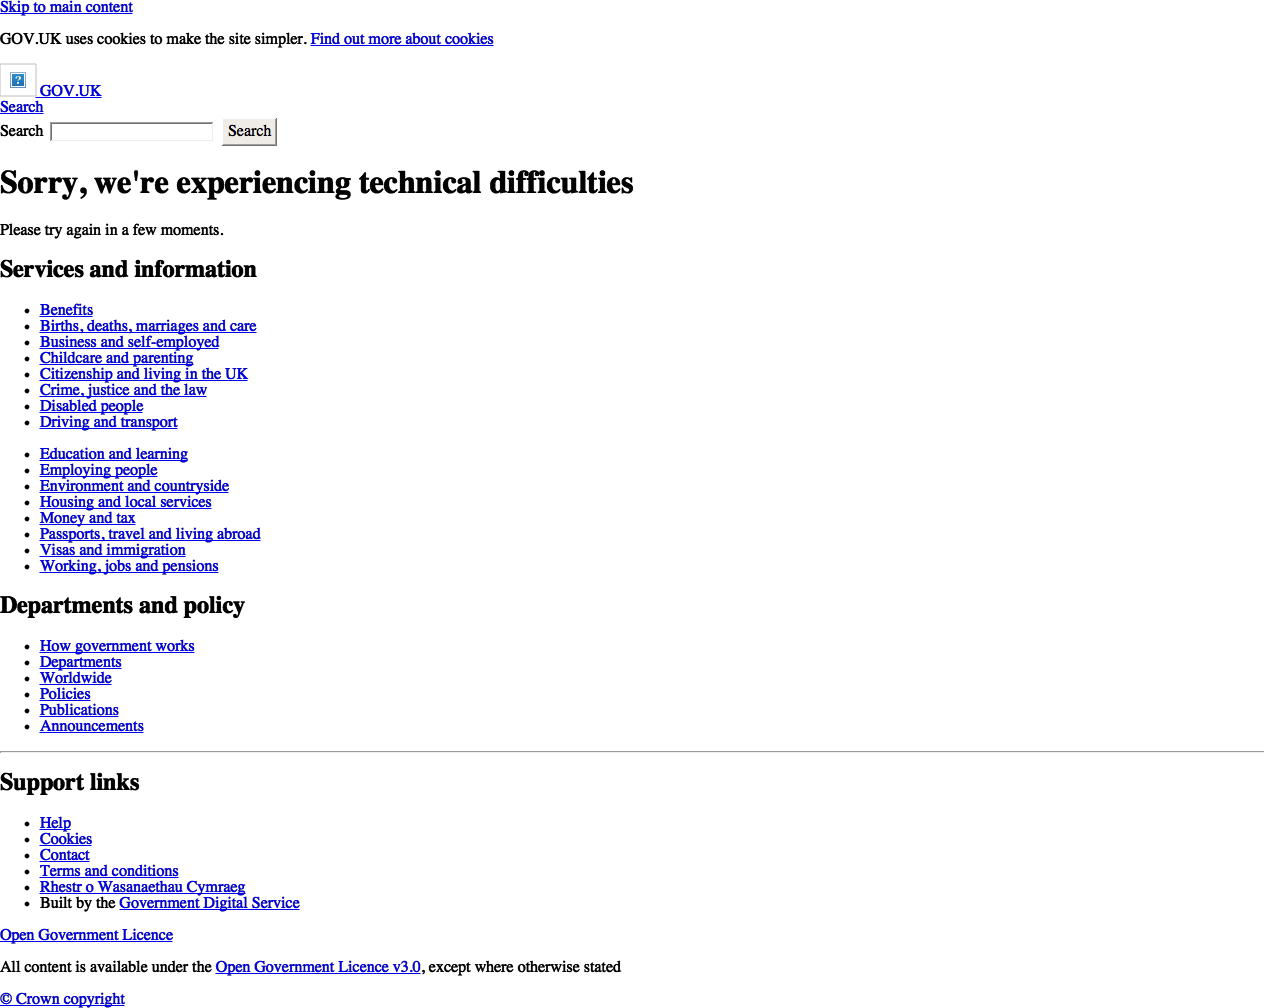 Skip to main content
GOV.UK uses cookies to make the site simpler. Find out more about cookies
GOV.UK
Search
Search Search
Sorry, we're experiencing technical difficulties
Please try again in a few moments.
Services and information
Benefits
Births, deaths, marriages and care
Business and self-employed
Childcare and parenting
Citizenship and living in the UK
Crime, justice and the law
Disabled people
Driving and transport
Education and learning
Employing people
Environment and countryside
Housing and local services
Money and tax
Passports, travel and living abroad
Visas and immigration
Working, jobs and pensions
Departments and policy
How government works
Departments
Worldwide
Policies
Publications
Announcements
Support links
Help
Cookies
Contact
Terms and conditions
Rhestr o Wasanaethau Cymraeg
Built by the Government Digital Service
Open Government Licence
All content is available under the Open Government Licence v3.0, except where otherwise stated
© Crown copyright